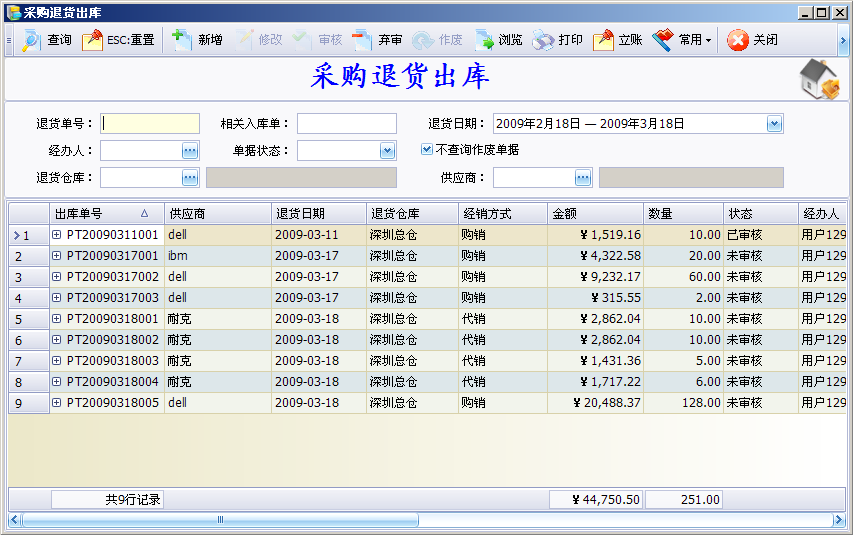 采购退货出库
查询 ESC:重置 新增 修改 审核 弃审 作废 浏览 打印 立账 常用 关闭
采购退货出库
退货单号： 相关入库单： 退货日期： 2009年2月18日 — 2009年3月18日
经办人： 单据状态： 不查询作废单据
退货仓库： 供应商：
出库单号 供应商 退货日期 退货仓库 经销方式 金额 数量 状态 经办人
1 PT20090311001 dell 2009-03-11 深圳总仓 购销 ¥ 1,519.16 10.00 已审核 用户129
2 PT20090317001 ibm 2009-03-17 深圳总仓 购销 ¥ 4,322.58 20.00 未审核 用户129
3 PT20090317002 dell 2009-03-17 深圳总仓 购销 ¥ 9,232.17 60.00 未审核 用户129
4 PT20090317003 dell 2009-03-17 深圳总仓 购销 ¥ 315.55 2.00 未审核 用户129
5 PT20090318001 耐克 2009-03-18 深圳总仓 代销 ¥ 2,862.04 10.00 未审核 用户129
6 PT20090318002 耐克 2009-03-18 深圳总仓 代销 ¥ 2,862.04 10.00 未审核 用户129
7 PT20090318003 耐克 2009-03-18 深圳总仓 代销 ¥ 1,431.36 5.00 未审核 用户129
8 PT20090318004 耐克 2009-03-18 深圳总仓 代销 ¥ 1,717.22 6.00 未审核 用户129
9 PT20090318005 dell 2009-03-18 深圳总仓 购销 ¥ 20,488.37 128.00 未审核 用户129
共9行记录 ¥ 44,750.50 251.00